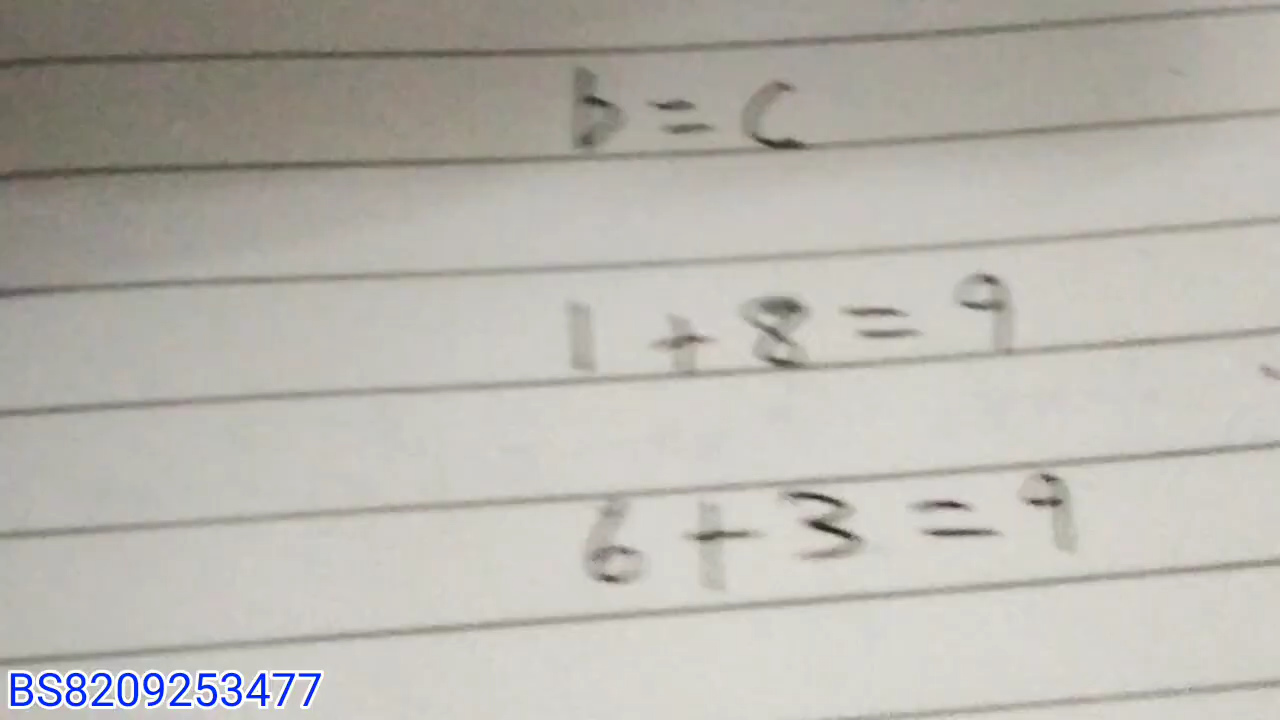 b = c
1 + 8 = 9
6 + 3 = 9
BS8209253477